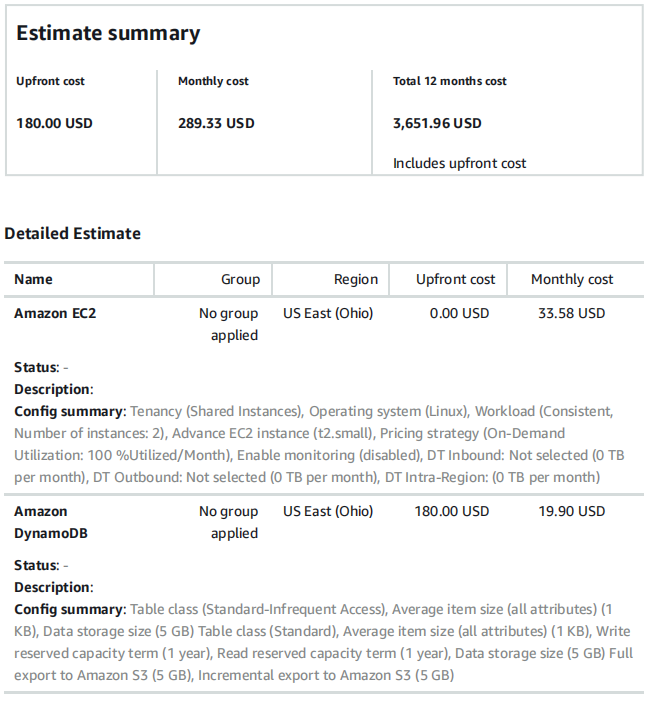 Estimate summary
Upfront cost Monthly cost Total 12 months cost
180.00 USD 289.33 USD 3,651.96 USD
Includes upfront cost
Detailed Estimate
Name Group Region Upfront cost Monthly cost
Amazon EC2 No group US East (Ohio) 0.00 USD 33.58 USD
applied
Status: -
Description:
Config summary: Tenancy (Shared Instances), Operating system (Linux), Workload (Consistent,
Number of instances: 2), Advance EC2 instance (t2.small), Pricing strategy (On-Demand
Utilization: 100 %Utilized/Month), Enable monitoring (disabled), DT Inbound: Not selected (0 TB
per month), DT Outbound: Not selected (0 TB per month), DT Intra-Region: (0 TB per month)
Amazon No group US East (Ohio) 180.00 USD 19.90 USD
DynamoDB applied
Status: -
Description:
Config summary: Table class (Standard-Infrequent Access), Average item size (all attributes) (1
KB), Data storage size (5 GB) Table class (Standard), Average item size (all attributes) (1 KB), Write
reserved capacity term (1 year), Read reserved capacity term (1 year), Data storage size (5 GB) Full
export to Amazon S3 (5 GB), Incremental export to Amazon S3 (5 GB)